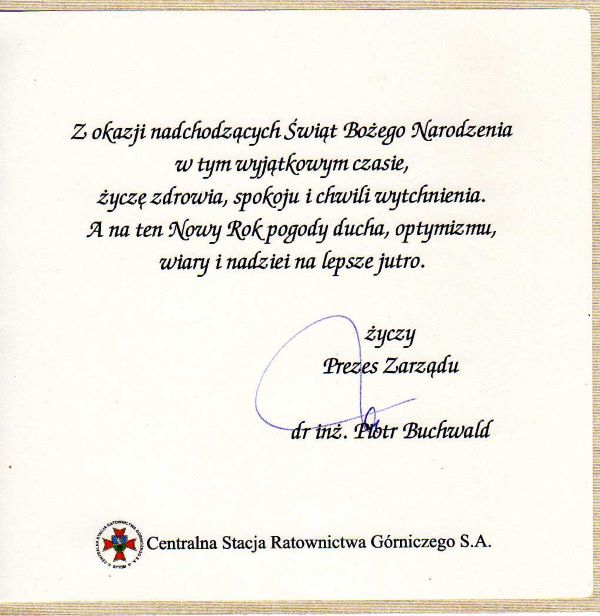 Z okazji nadchodzących Świąt Bożego Narodzenia
w tym wyjątkowym czasie,
życzę zdrowia, spokoju i chwili wytchnienia.
A na ten Nowy Rok pogody ducha, optymizmu,
wiary i nadziei na lepsze jutro.
życzy
Prezes Zarządu
dr inż. Piotr Buchwald
Centralna Stacja Ratownictwa Górniczego S.A.